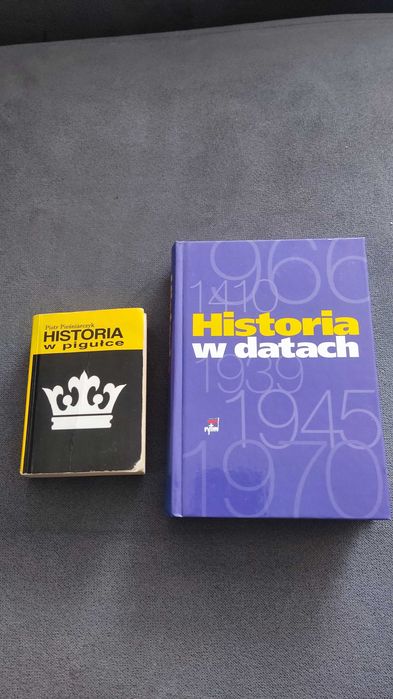 Piotr Pieśniarczyk
HISTORIA
w pigułce
966
1410
Historia
w datach
1939
1945
1970